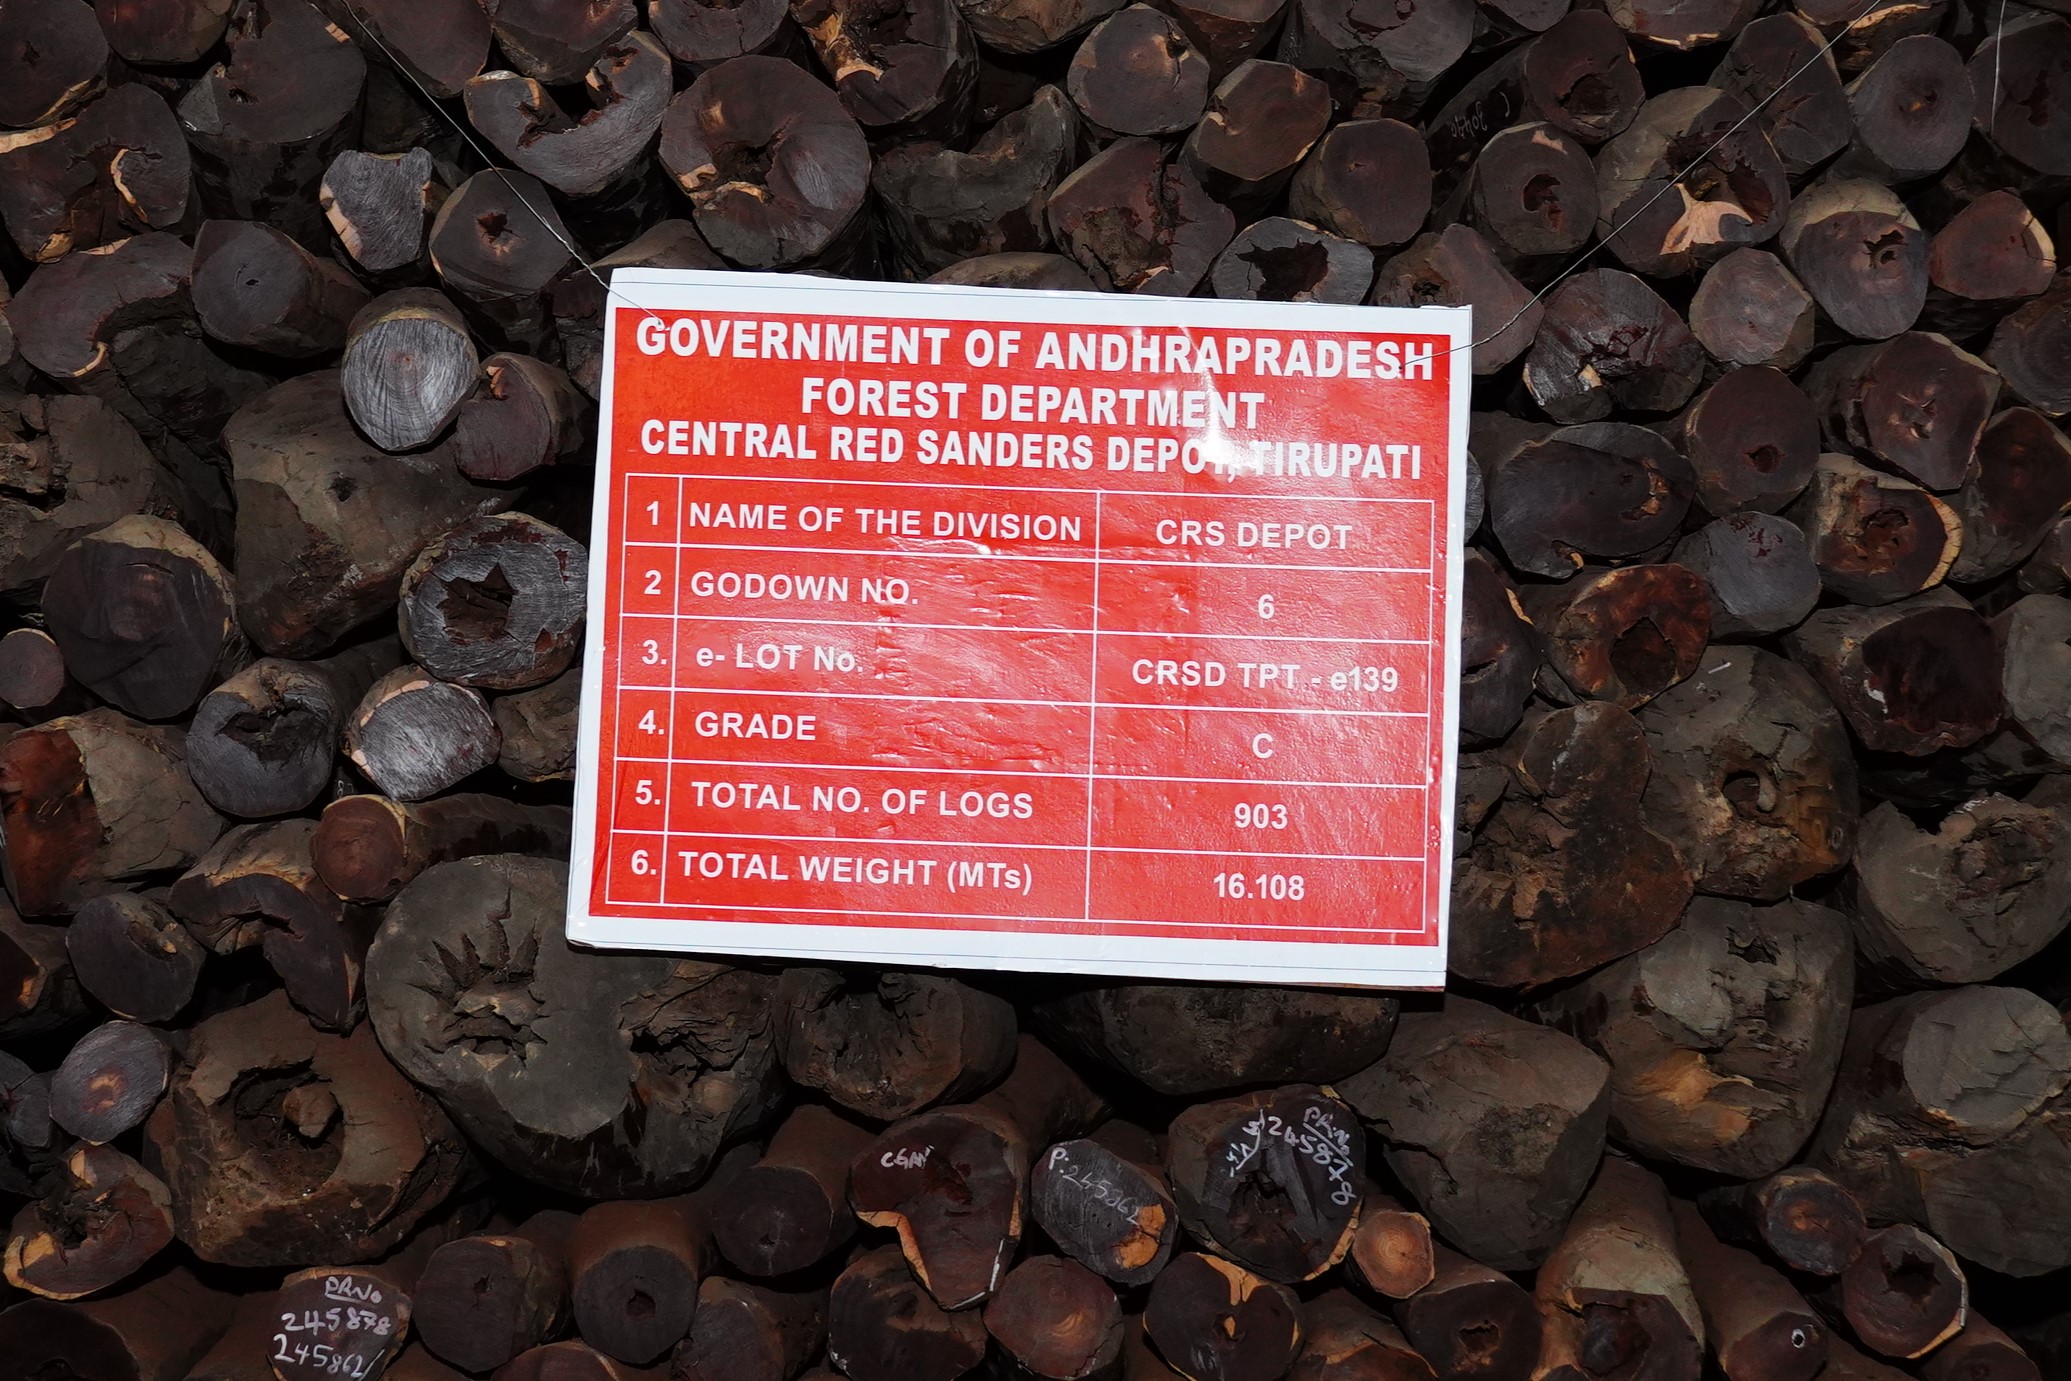 GOVERNMENT OF ANDHRAPRADESH
FOREST DEPARTMENT
CENTRAL RED SANDERS DEPOT, TIRUPATI
1 NAME OF THE DIVISION CRS DEPOT
2 GODOWN NO. 6
3. e- LOT No. CRSD TPT - e139
4. GRADE C
5. TOTAL NO. OF LOGS 903
6. TOTAL WEIGHT (MTs) 16.108
PR.No
245878
P. 245862
PR.No
245878
245862